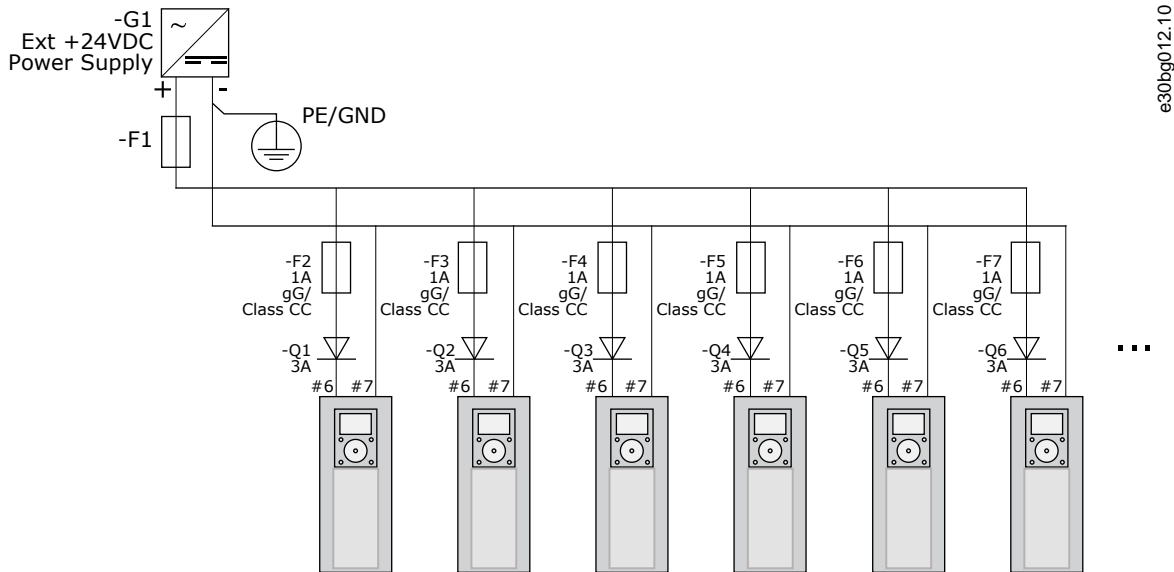 -G1
Ext +24VDC
Power Supply
~
+ -
PE/GND
-F1
e30bg012.10
-F2
1A
gG/
Class CC
-F3
1A
gG/
Class CC
-F4
1A
gG/
Class CC
-F5
1A
gG/
Class CC
-F6
1A
gG/
Class CC
-F7
1A
gG/
Class CC
-Q1
3A
-Q2
3A
-Q3
3A
-Q4
3A
-Q5
3A
-Q6
3A
...
#6 #7
#6 #7
#6 #7
#6 #7
#6 #7
#6 #7